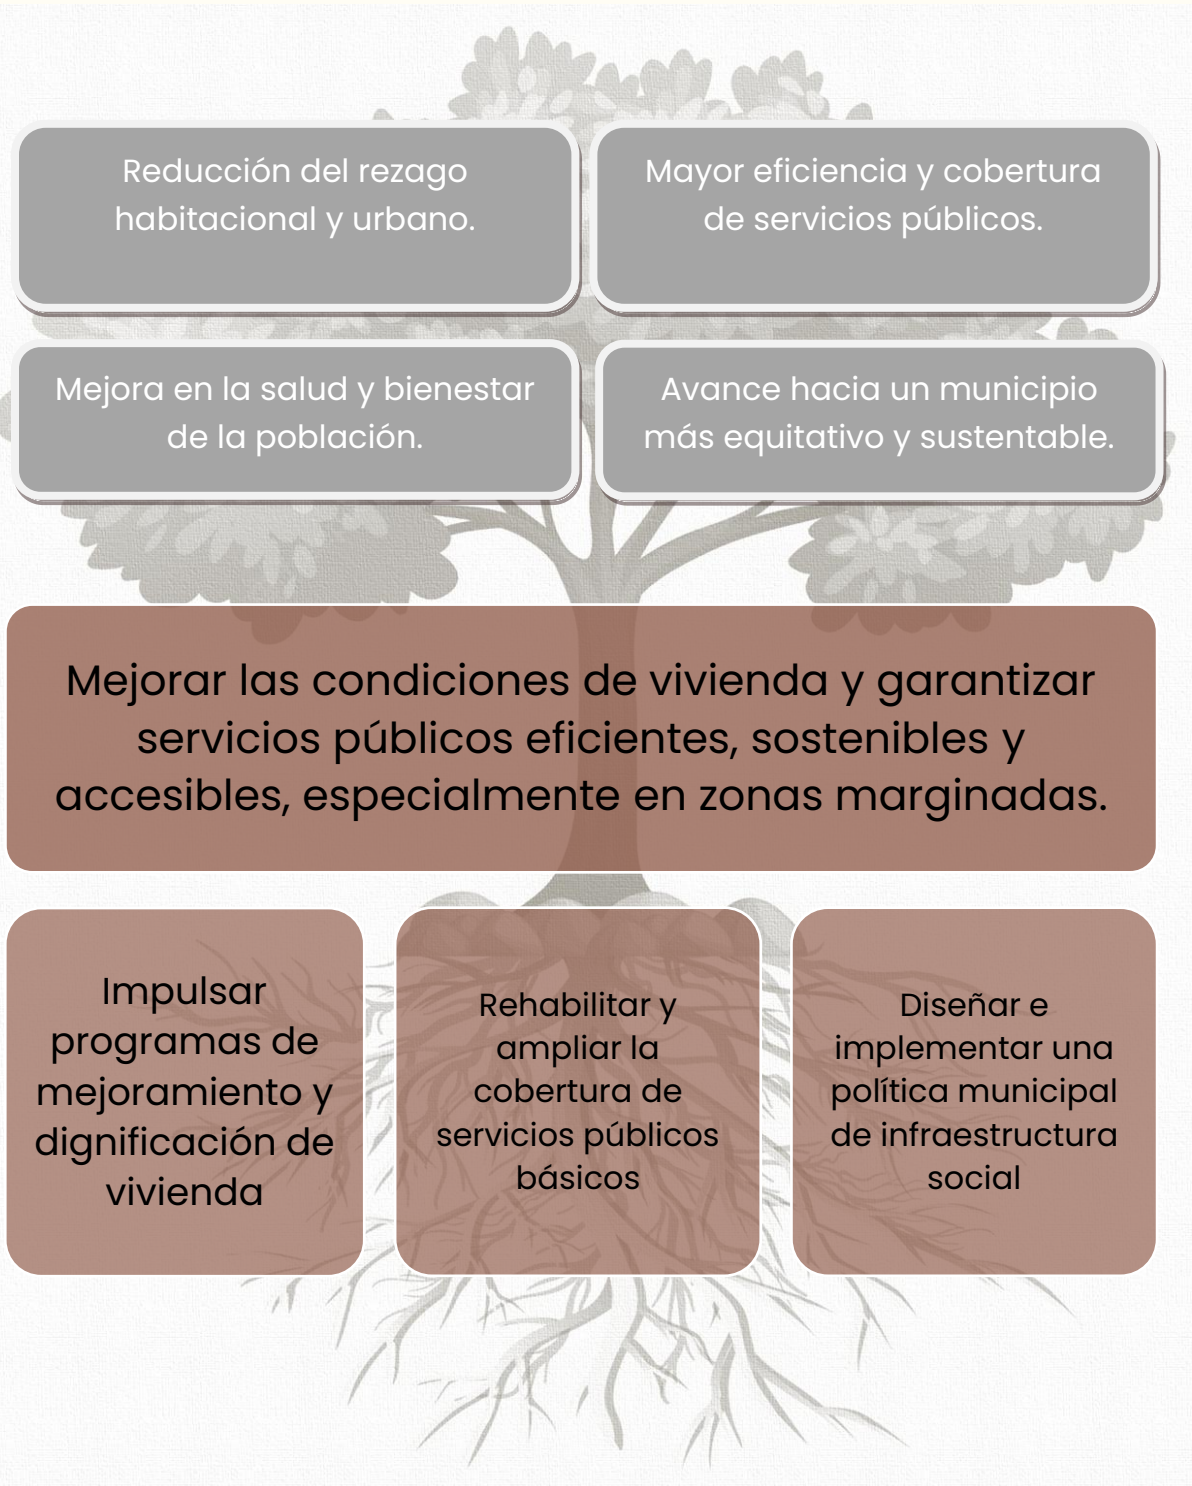 Reducción del rezago
habitacional y urbano.
Mayor eficiencia y cobertura
de servicios públicos.
Mejora en la salud y bienestar
de la población.
Avance hacia un municipio
más equitativo y sustentable.
Mejorar las condiciones de vivienda y garantizar
servicios públicos eficientes, sostenibles y
accesibles, especialmente en zonas marginadas.
Impulsar
programas de
mejoramiento y
dignificación de
vivienda
Rehabilitar y
ampliar la
cobertura de
servicios públicos
básicos
Diseñar e
implementar una
política municipal
de infraestructura
social